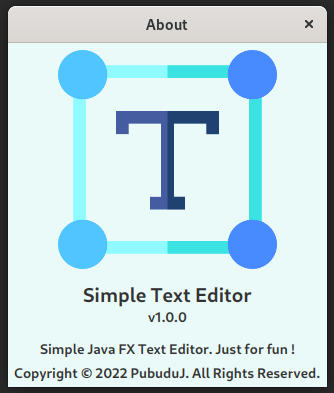 About
T
Simple Text Editor
v1.0.0
Simple Java FX Text Editor. Just for fun !
Copyright © 2022 PubuduJ. All Rights Reserved.